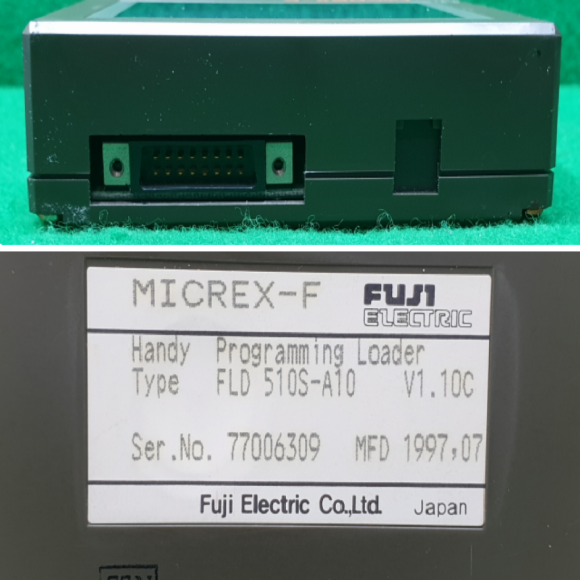 MICREX-F FUJI ELECTRIC
Handy Programming Loader
Type FLD 510S-A10 V1.10C
Ser.No. 77006309 MFD 1997,07
Fuji Electric Co.,Ltd. Japan